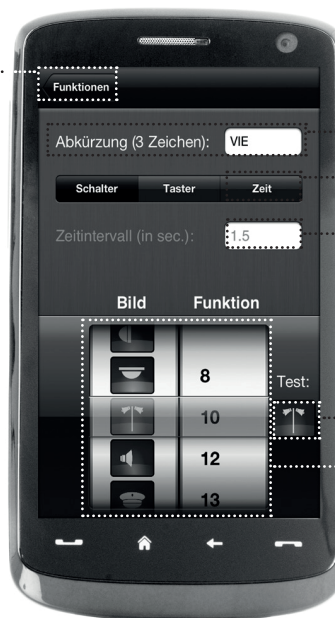 Funktionen
Abkürzung (3 Zeichen): VIE
Schalter Taster Zeit
Zeitintervall (in sec.): 1.5
Bild Funktion
8
Test:
10
12
13